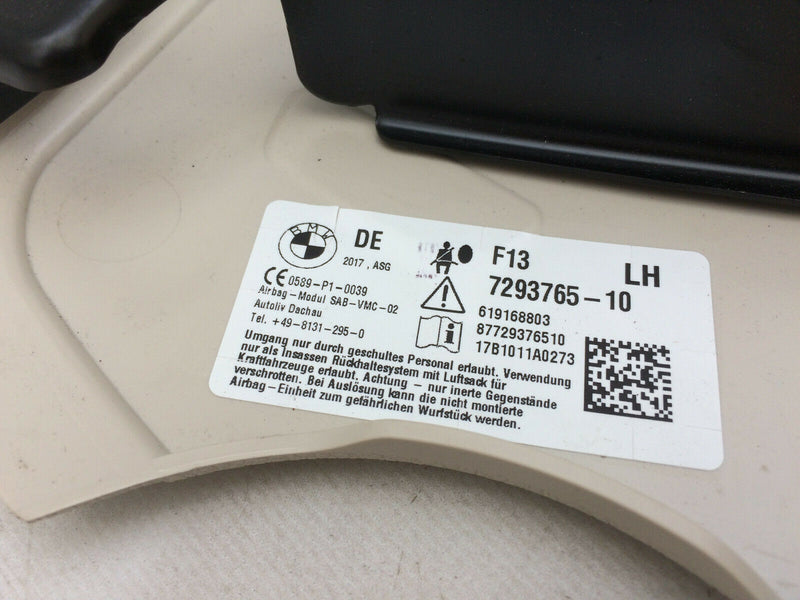 BMW
DE
2017 , ASG
CE 0589-P1-0039
Airbag-Modul SAB-VMC-02
Autoliv Dachau
Tel. +49-8131-295-0
F13
LH
7293765-10
619168803
87729376510
17B1011A0273
Umgang nur durch geschultes Personal erlaubt. Verwendung
nur als Insassen Rückhaltesystem mit Luftsack für
Kraftfahrzeuge erlaubt. Achtung - nur inerte Gegenstände
verschrotten. Bei Auslösung kann die nicht montierte
Airbag-Einheit zum gefährlichen Wurfstück werden.